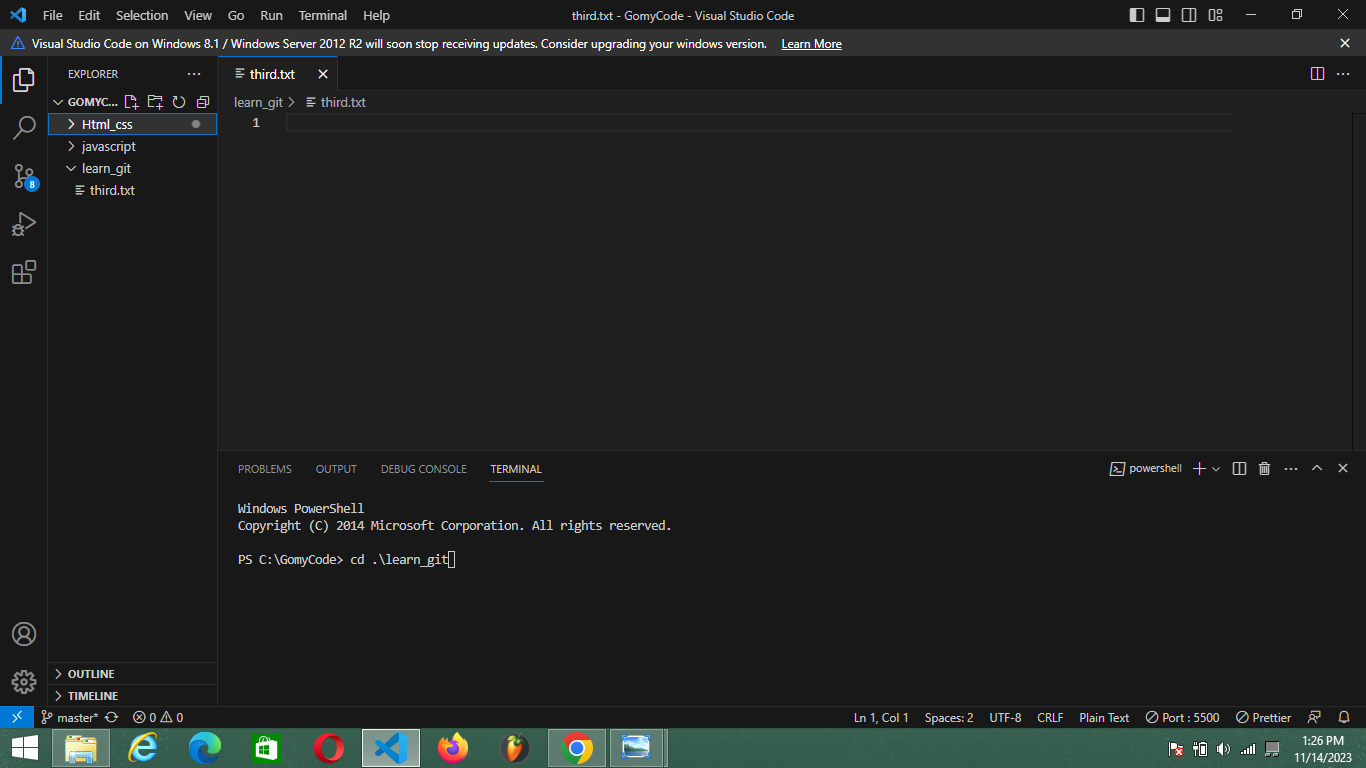 File Edit Selection View Go Run Terminal Help third.txt - GomyCode - Visual Studio Code
Visual Studio Code on Windows 8.1 / Windows Server 2012 R2 will soon stop receiving updates. Consider upgrading your windows version. Learn More
EXPLORER
third.txt
GOMYC...
learn_git > third.txt
Html_css
1
javascript
learn_git
8
third.txt
PROBLEMS OUTPUT DEBUG CONSOLE TERMINAL
powershell
Windows PowerShell
Copyright (C) 2014 Microsoft Corporation. All rights reserved.
PS C:\GomyCode> cd .\learn_git
OUTLINE
TIMELINE
master* 0 0 Ln 1, Col 1 Spaces: 2 UTF-8 CRLF Plain Text Port : 5500 Prettier
1:26 PM
11/14/2023